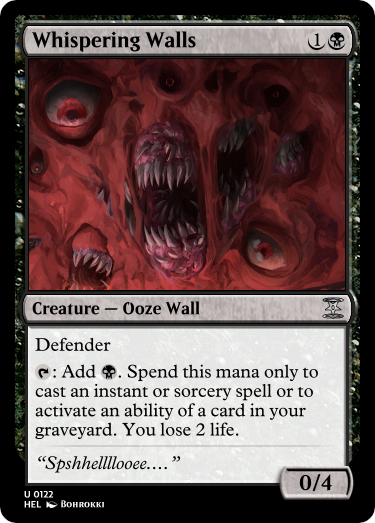 Whispering Walls 1
Creature — Ooze Wall
Defender
: Add . Spend this mana only to
cast an instant or sorcery spell or to
activate an ability of a card in your
graveyard. You lose 2 life.
“Spshhellllooee....”
0/4
U 0122
HEL Bohrokki